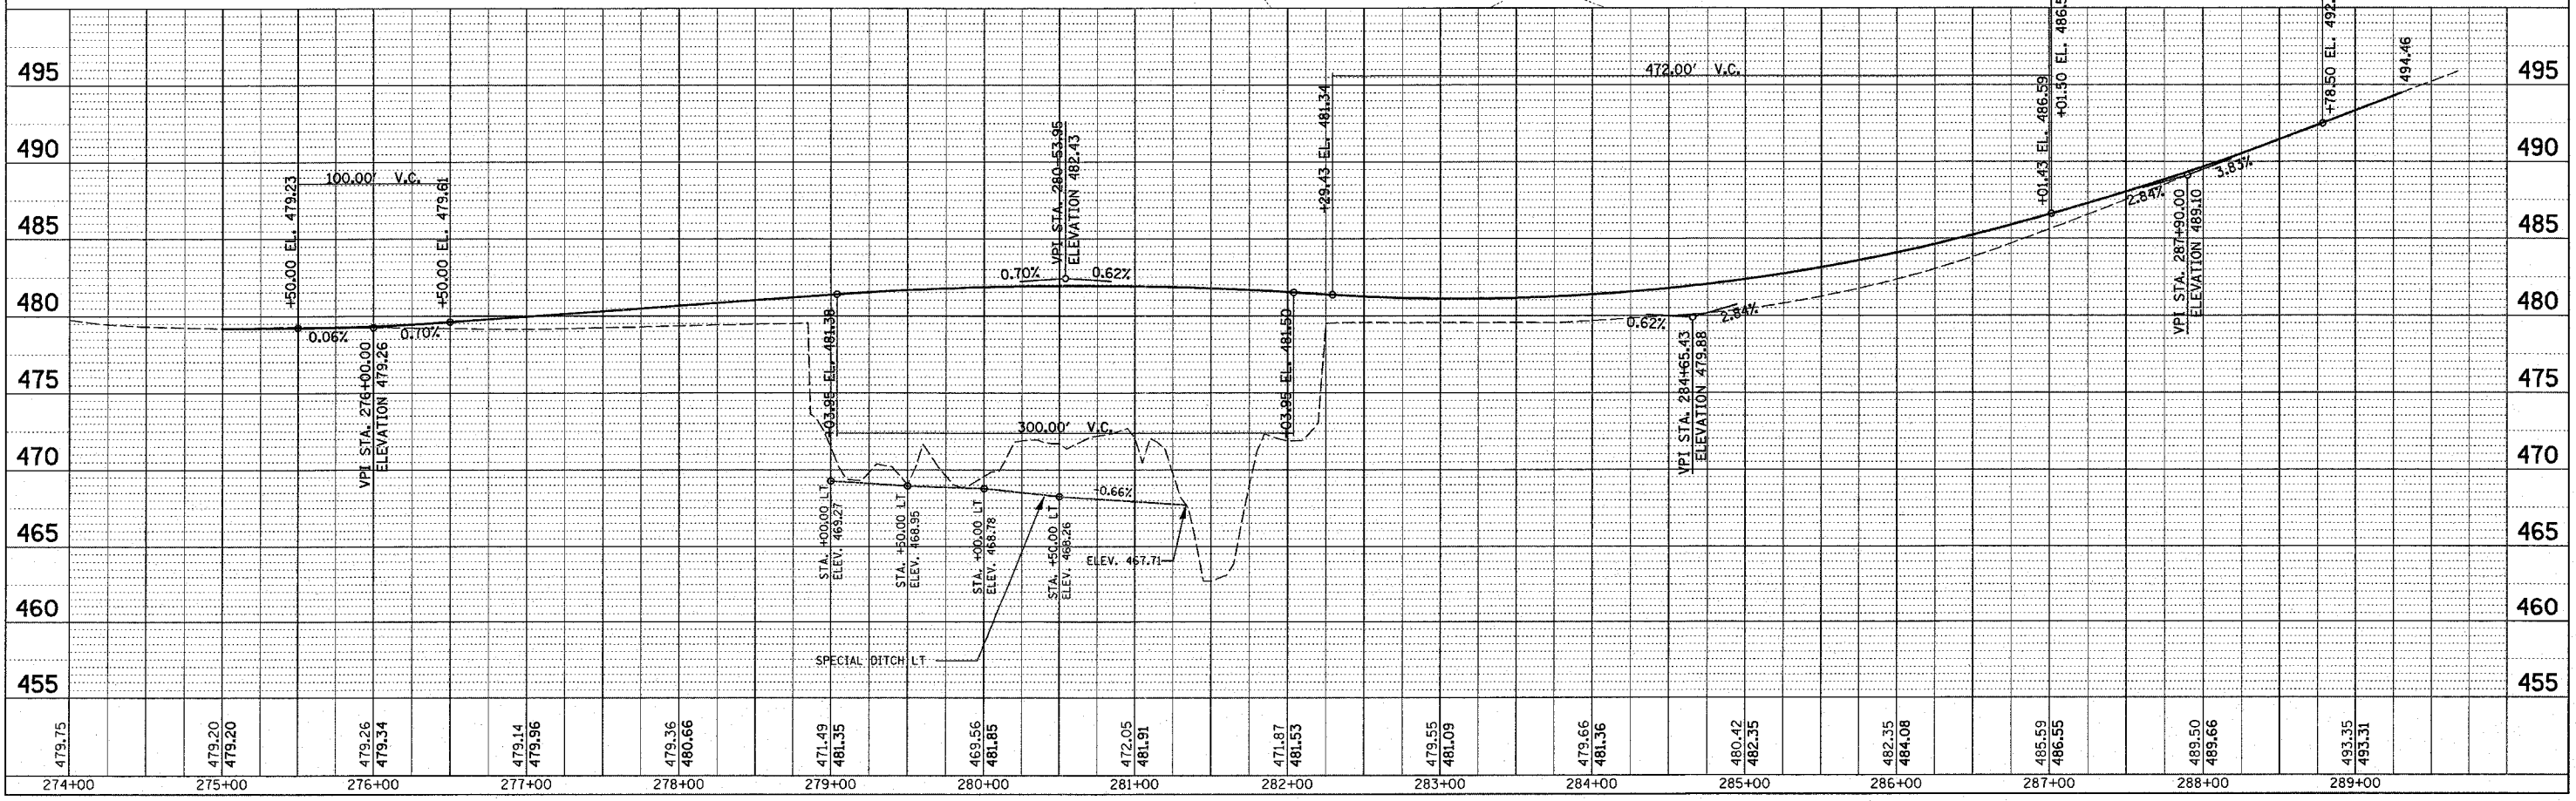 495
490
485
480
475
470
465
460
455
495
490
485
480
475
470
465
460
455
+50.00 EL. 479.23
100.00' V.C.
+50.00 EL. 479.61
0.06%
0.70%
VPI STA. 276+00.00
ELEVATION 479.26
+03.95 EL. 481.38
0.70%
0.62%
VPI STA. 280+53.95
ELEVATION 482.43
300.00' V.C.
+03.95 EL. 481.50
+29.43 EL. 481.34
472.00' V.C.
0.62%
2.84%
VPI STA. 284+65.43
ELEVATION 479.88
+01.43 EL. 486.59
+01.50 EL. 486.5
2.84%
3.83%
VPI STA. 287+90.00
ELEVATION 489.10
+78.50 EL. 492.
494.46
STA. +00.00 LT
ELEV. 469.27
STA. +50.00 LT
ELEV. 468.95
STA. +00.00 LT
ELEV. 468.78
STA. +50.00 LT
ELEV. 468.26
-0.66%
ELEV. 467.71
SPECIAL DITCH LT
479.75
479.20
479.20
479.26
479.34
479.14
479.96
479.36
480.66
471.49
481.35
469.56
481.85
472.05
481.91
471.87
481.53
479.55
481.09
479.66
481.36
480.42
482.35
482.35
484.08
485.59
486.55
489.50
489.66
493.35
493.31
274+00
275+00
276+00
277+00
278+00
279+00
280+00
281+00
282+00
283+00
284+00
285+00
286+00
287+00
288+00
289+00